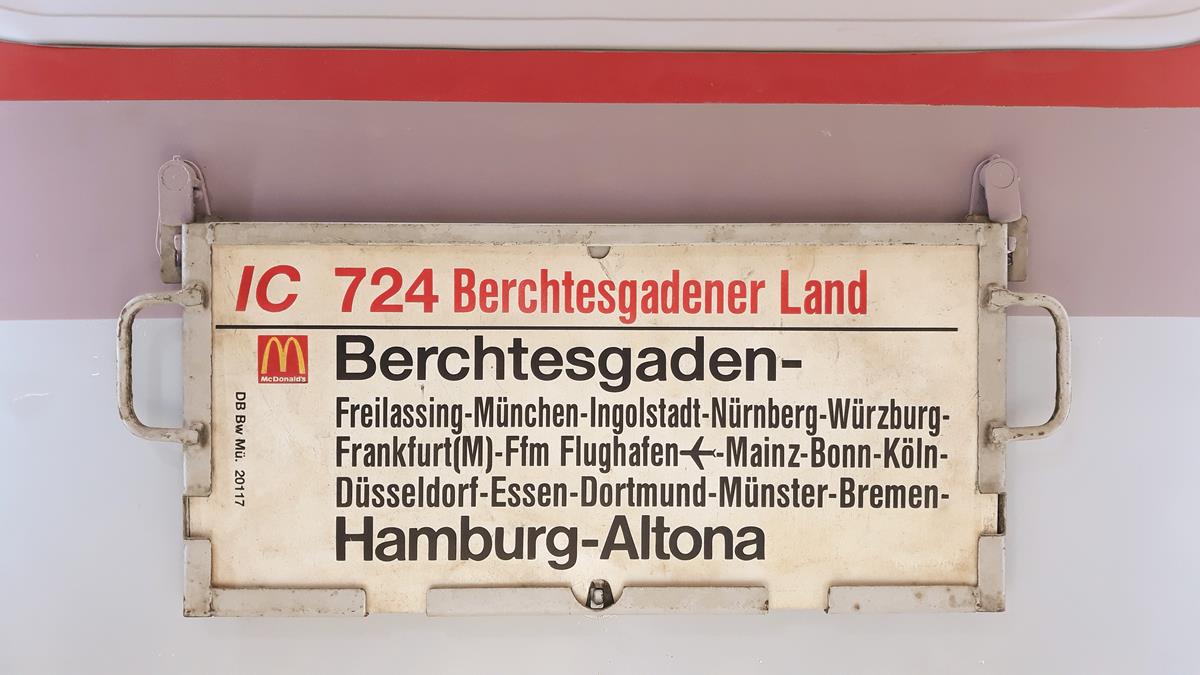 IC 724 Berchtesgadener Land
McDonald's
Berchtesgaden-
Freilassing-München-Ingolstadt-Nürnberg-Würzburg-
Frankfurt(M)-Ffm Flughafen-Mainz-Bonn-Köln-
Düsseldorf-Essen-Dortmund-Münster-Bremen-
Hamburg-Altona
DB Bw Mü. 20117